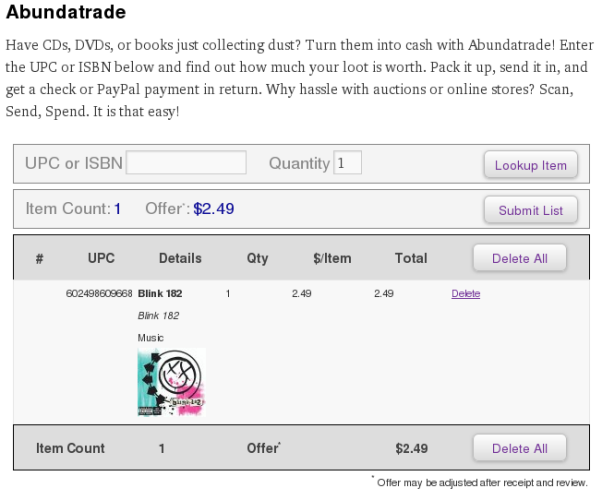 Abundatrade
Have CDs, DVDs, or books just collecting dust? Turn them into cash with Abundatrade! Enter
the UPC or ISBN below and find out how much your loot is worth. Pack it up, send it in, and
get a check or PayPal payment in return. Why hassle with auctions or online stores? Scan,
Send, Spend. It is that easy!
UPC or ISBN Quantity 1 Lookup Item
Item Count: 1 Offer*: $2.49 Submit List
# UPC Details Qty $/Item Total Delete All
602498609668 Blink 182 1 2.49 2.49 Delete
Blink 182
Music
blink-182
Item Count 1 Offer* $2.49 Delete All
* Offer may be adjusted after receipt and review.